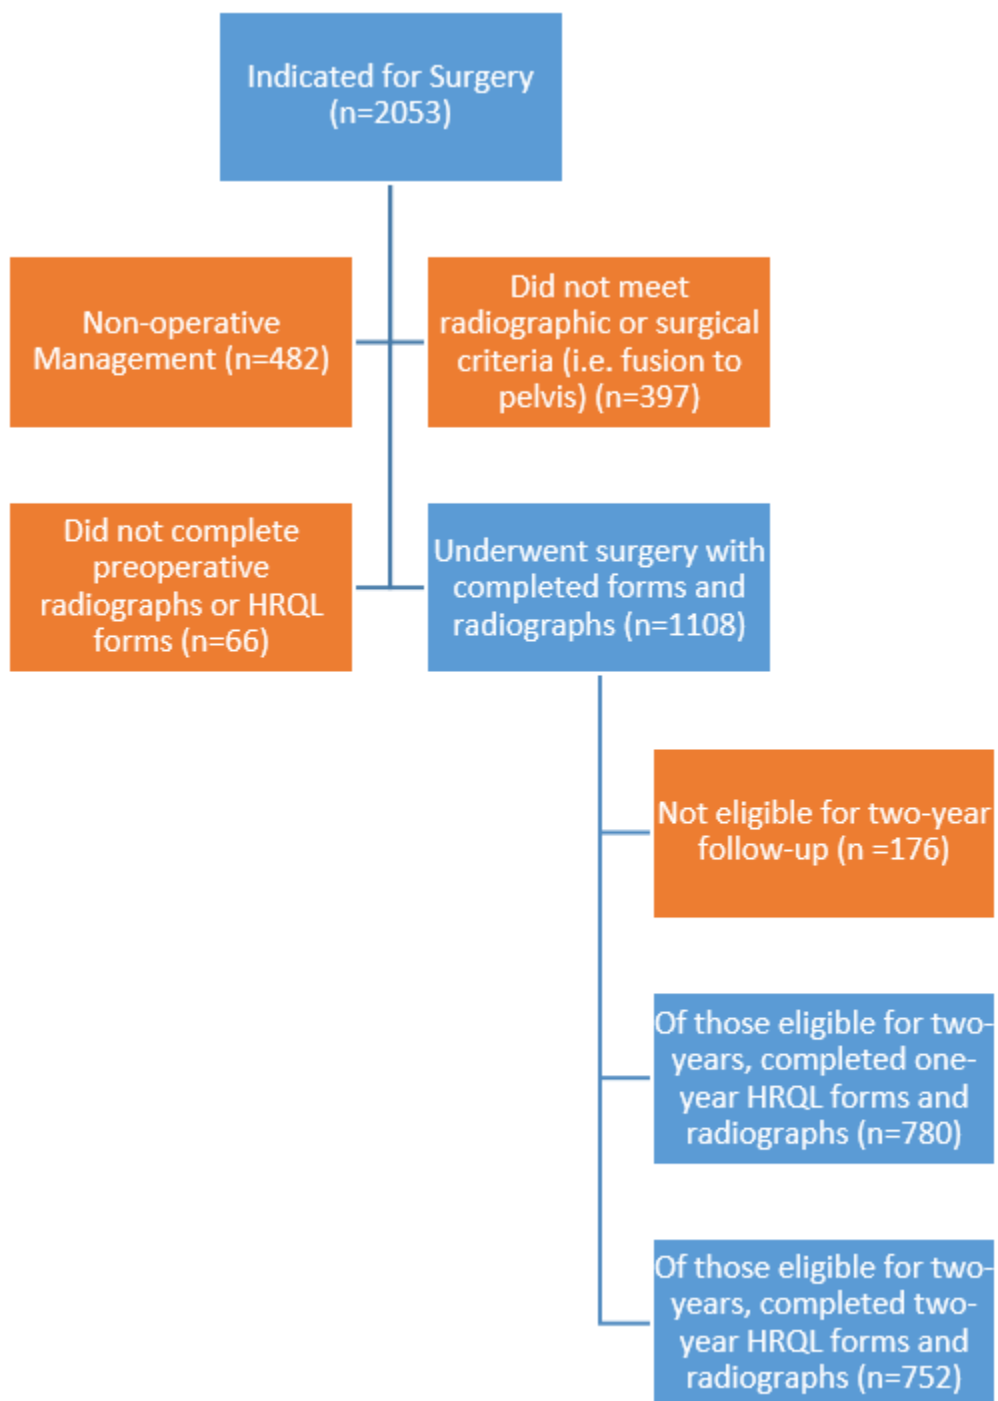 Indicated for Surgery
(n=2053)
Non-operative
Management (n=482)
Did not meet
radiographic or surgical
criteria (i.e. fusion to
pelvis) (n=397)
Did not complete
preoperative
radiographs or HRQL
forms (n=66)
Underwent surgery with
completed forms and
radiographs (n=1108)
Not eligible for two-year
follow-up (n =176)
Of those eligible for two-
years, completed one-
year HRQL forms and
radiographs (n=780)
Of those eligible for two-
years, completed two-
year HRQL forms and
radiographs (n=752)